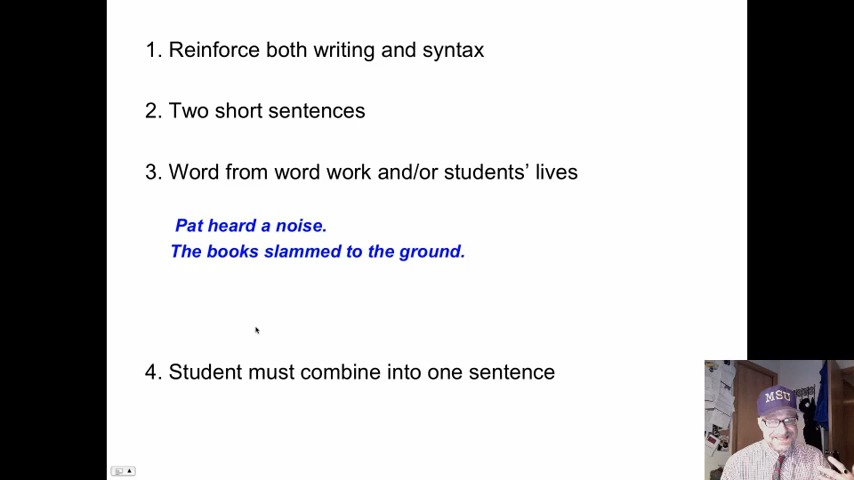 1. Reinforce both writing and syntax
2. Two short sentences
3. Word from word work and/or students’ lives
Pat heard a noise.
The books slammed to the ground.
4. Student must combine into one sentence
MSU